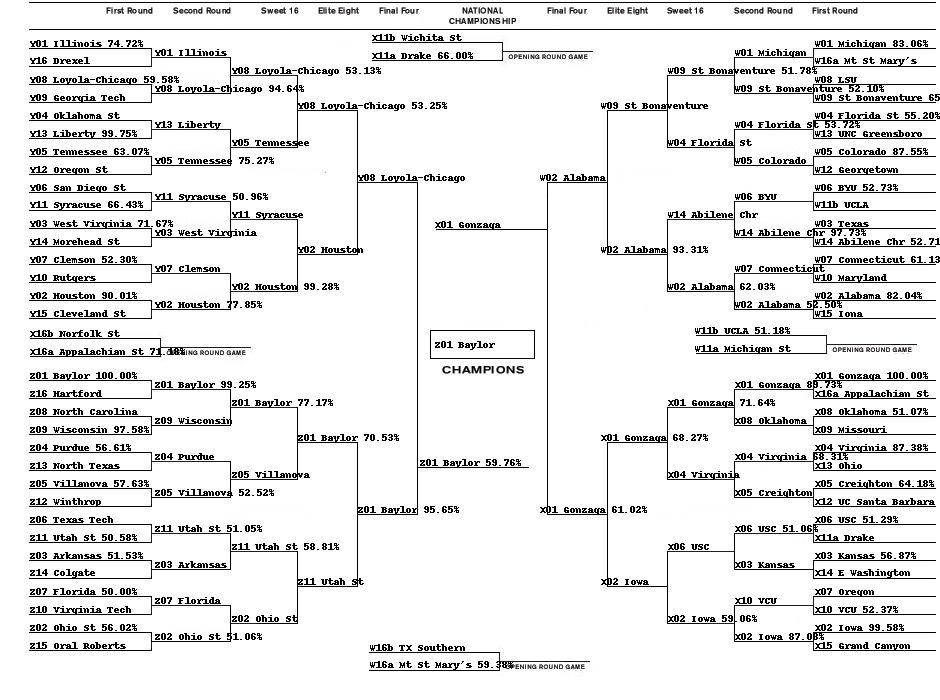 First Round Second Round Sweet 16 Elite Eight Final Four NATIONAL CHAMPIONSHIP Final Four Elite Eight Sweet 16 Second Round First Round
Y01 Illinois 74.72%
Y16 Drexel
Y08 Loyola-Chicago 59.58%
Y09 Georgia Tech
Y04 Oklahoma St
Y13 Liberty 99.75%
Y05 Tennessee 63.07%
Y12 Oregon St
Y06 San Diego St
Y11 Syracuse 66.43%
Y03 West Virginia 71.67%
Y14 Morehead St
Y07 Clemson 52.30%
Y10 Rutgers
Y02 Houston 90.01%
Y15 Cleveland St
Y01 Illinois
Y08 Loyola-Chicago 94.64%
Y13 Liberty
Y05 Tennessee 75.27%
Y11 Syracuse 50.96%
Y03 West Virginia
Y07 Clemson
Y02 Houston 77.85%
Y08 Loyola-Chicago 53.13%
Y05 Tennessee
Y11 Syracuse
Y02 Houston 99.28%
Y08 Loyola-Chicago 53.25%
Y02 Houston
Y08 Loyola-Chicago
X16b Norfolk St
X16a Appalachian St
OPENING ROUND GAME
Z01 Baylor 100.00%
Z16 Hartford
Z08 North Carolina
Z09 Wisconsin 97.58%
Z04 Purdue 56.61%
Z13 North Texas
Z05 Villanova 57.63%
Z12 Winthrop
Z06 Texas Tech
Z11 Utah St 50.58%
Z03 Arkansas 51.53%
Z14 Colgate
Z07 Florida 50.00%
Z10 Virginia Tech
Z02 Ohio St 56.02%
Z15 Oral Roberts
Z01 Baylor 99.25%
Z09 Wisconsin
Z04 Purdue
Z05 Villanova 52.52%
Z11 Utah St 51.05%
Z03 Arkansas
Z07 Florida
Z02 Ohio St 51.06%
Z01 Baylor 77.17%
Z05 Villanova
Z11 Utah St 58.81%
Z02 Ohio St
Z01 Baylor 70.53%
Z11 Utah St
Z01 Baylor 95.65%
X11b Wichita St
X11a Drake 66.00%
OPENING ROUND GAME
X01 Gonzaga
Z01 Baylor
CHAMPIONS
Z01 Baylor 59.76%
W16b TX Southern
W16a Mt St Mary's 59.38%
OPENING ROUND GAME
W02 Alabama
X01 Gonzaga 61.02%
W09 St Bonaventure
W02 Alabama 93.31%
W09 St Bonaventure 51.78%
W04 Florida St
W14 Abilene Chr
W02 Alabama 62.03%
W01 Michigan
W09 St Bonaventure 52.10%
W04 Florida St 53.72%
W05 Colorado
W06 BYU
W14 Abilene Chr 97.73%
W07 Connecticut
W02 Alabama 52.50%
W01 Michigan 83.06%
W16a Mt St Mary's
W08 LSU
W09 St Bonaventure 65
W04 Florida St 55.20%
W13 UNC Greensboro
W05 Colorado 87.55%
W12 Georgetown
W06 BYU 52.73%
W11b UCLA
W03 Texas
W14 Abilene Chr 52.71
W07 Connecticut 61.13
W10 Maryland
W02 Alabama 82.04%
W15 Iona
W11b UCLA 51.18%
W11a Michigan St
OPENING ROUND GAME
X01 Gonzaga 68.27%
X02 Iowa
X01 Gonzaga 71.64%
X04 Virginia
X06 USC
X02 Iowa 59.06%
X01 Gonzaga 89.73%
X08 Oklahoma
X04 Virginia 68.31%
X05 Creighton
X06 USC 51.06%
X03 Kansas
X10 VCU
X02 Iowa 87.08%
X01 Gonzaga 100.00%
X16a Appalachian St
X08 Oklahoma 51.07%
X09 Missouri
X04 Virginia 87.38%
X13 Ohio
X05 Creighton 64.18%
X12 UC Santa Barbara
X06 USC 51.29%
X11a Drake
X03 Kansas 56.87%
X14 E Washington
X07 Oregon
X10 VCU 52.37%
X02 Iowa 99.58%
X15 Grand Canyon